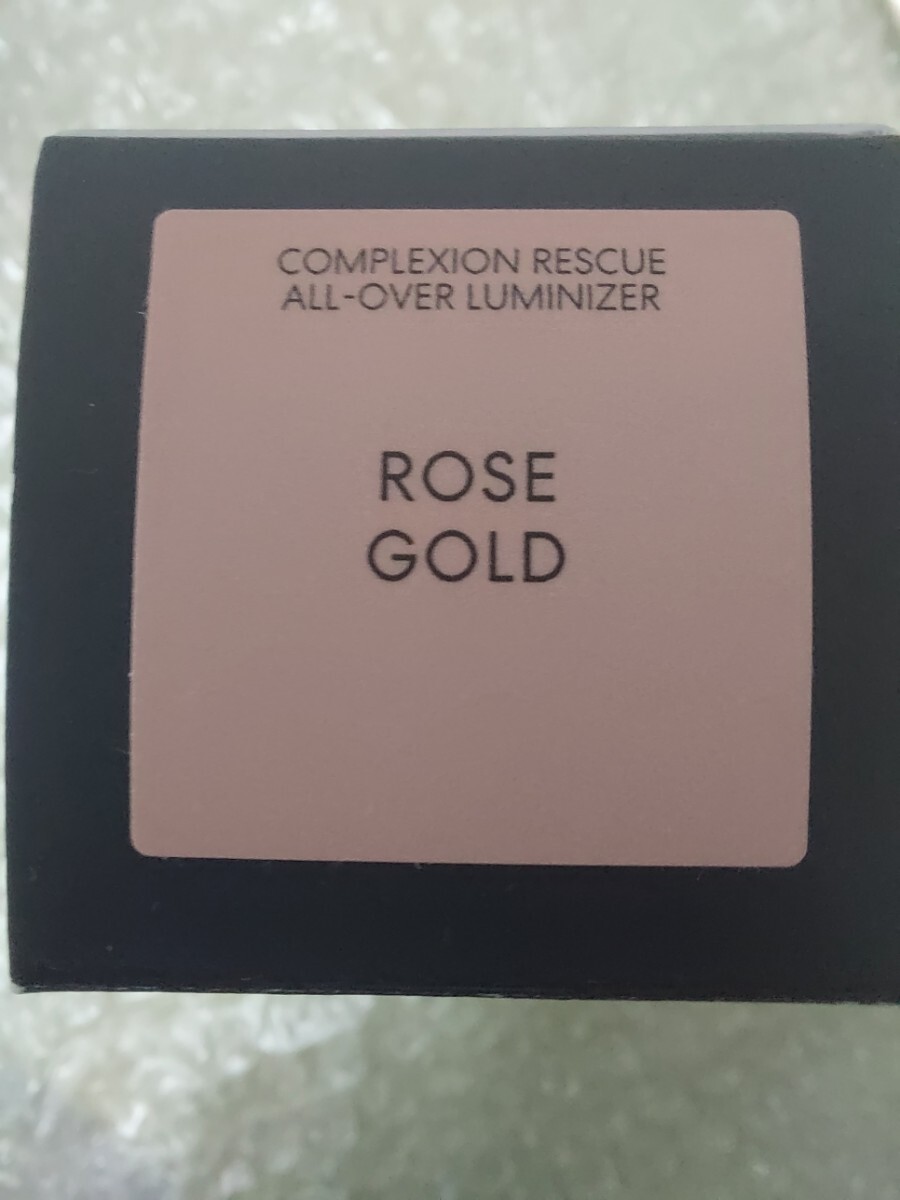 COMPLEXION RESCUE
ALL-OVER LUMINIZER
ROSE
GOLD